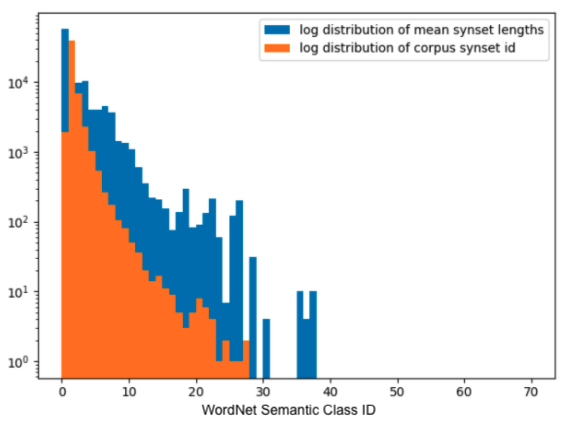 log distribution of mean synset lengths
log distribution of corpus synset id
10⁴
10³
10²
10¹
10⁰
0 10 20 30 40 50 60 70
WordNet Semantic Class ID